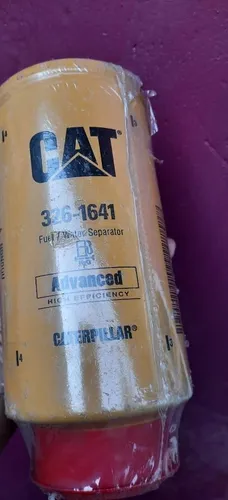 CAT®
326-1641
Fuel / Water Separator
Advanced
HIGH EFFICIENCY
CATERPILLAR®